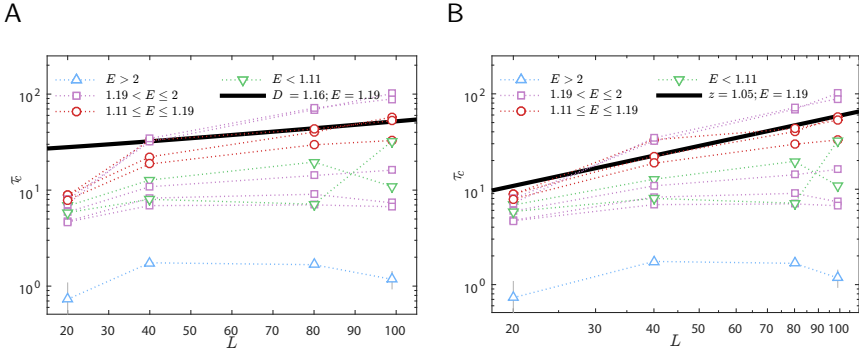 A
E > 2
1.19 < E ≤ 2
1.11 ≤ E ≤ 1.19
E < 1.11
D = 1.16; E = 1.19
10²
10¹
10⁰
τc
20 30 40 50 60 70 80 90 100
L
B
E > 2
1.19 < E ≤ 2
1.11 ≤ E ≤ 1.19
E < 1.11
z = 1.05; E = 1.19
10²
10¹
10⁰
τc
20 30 40 50 60 70 80 90 100
L